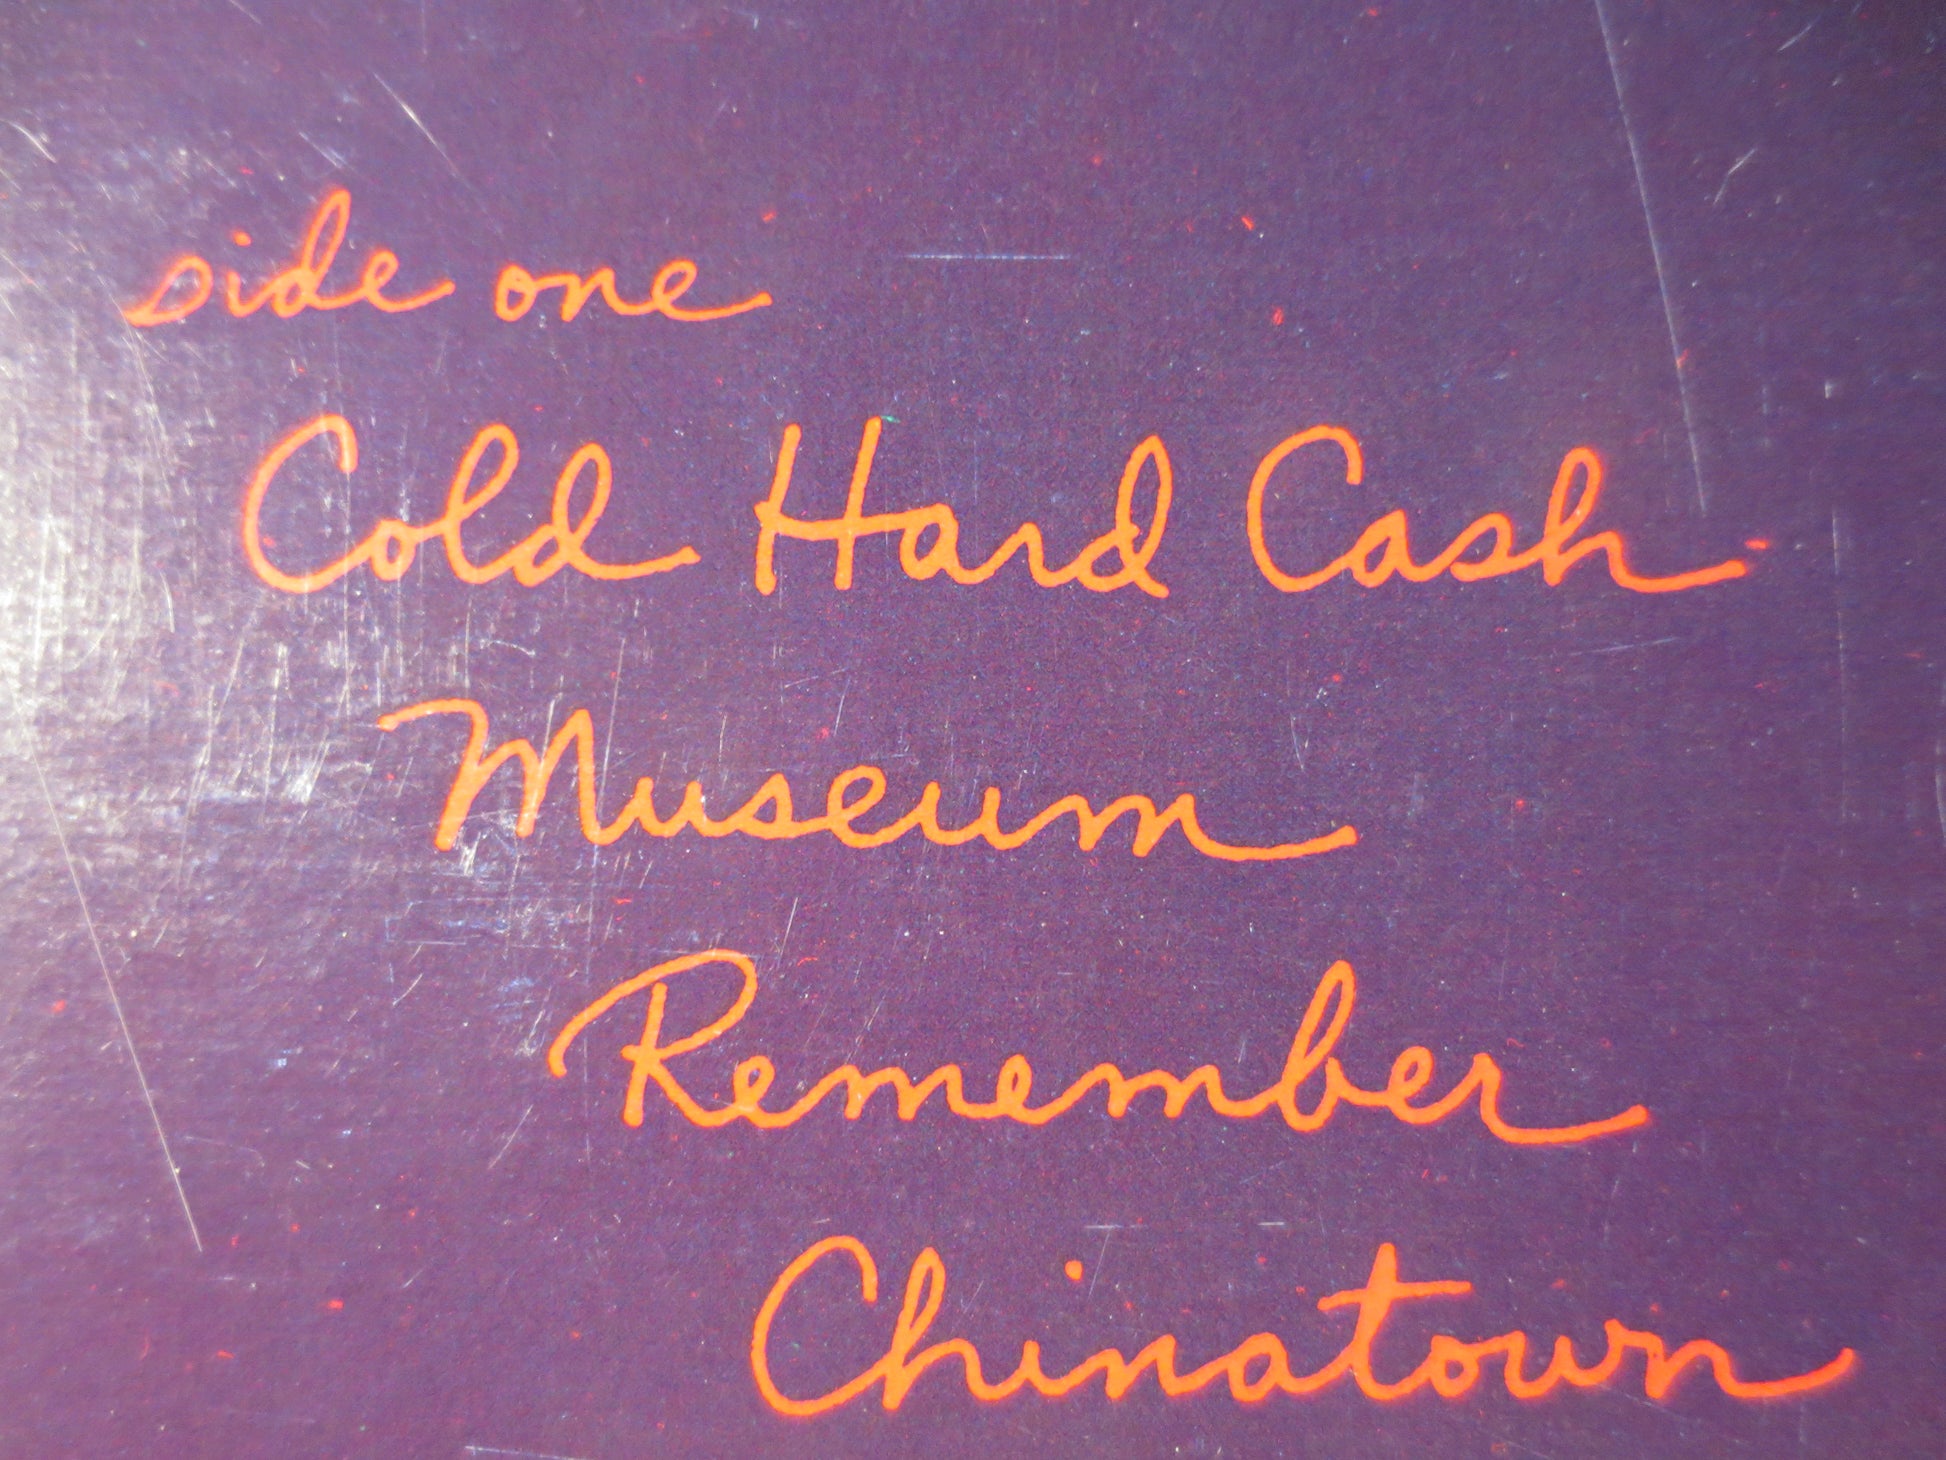 side one
Cold Hard Cash
Museum
Remember
Chinatown